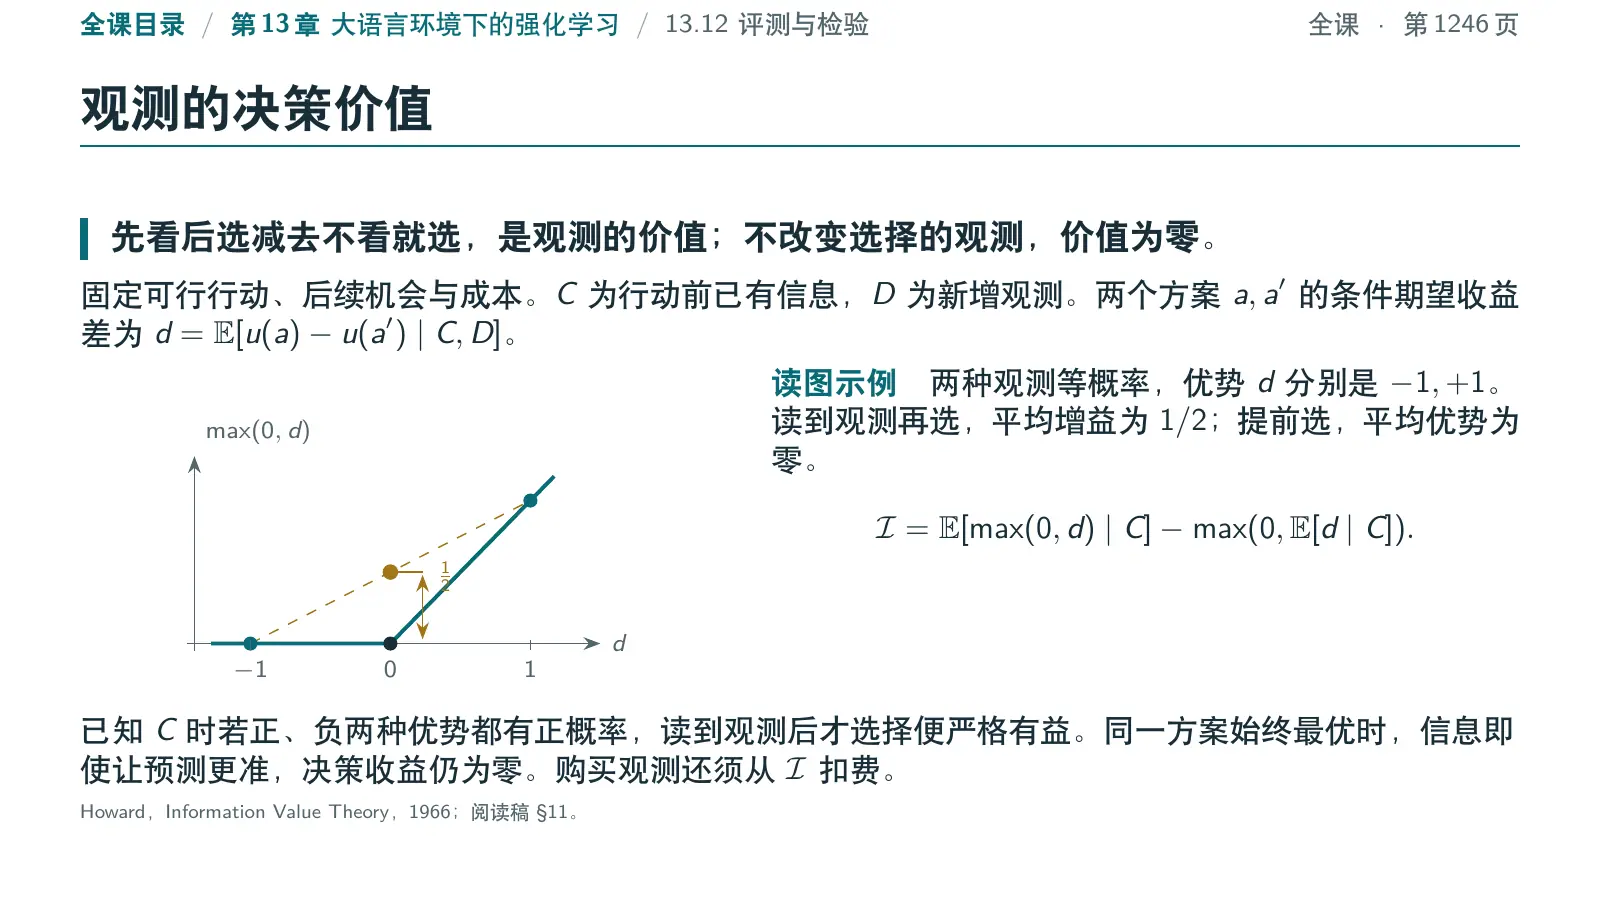 全课目录 / 第 13 章 大语言环境下的强化学习 / 13.12 评测与检验
全课 · 第 1246 页
观测的决策价值
先看后选减去不看就选，是观测的价值；不改变选择的观测，价值为零。
固定可行行动、后续机会与成本。C 为行动前已有信息，D 为新增观测。两个方案 a, a′ 的条件期望收益
差为 d = 𝔼[u(a) − u(a′) | C, D]。
max(0, d)
1/2
d
−1 0 1
读图示例 两种观测等概率，优势 d 分别是 −1, +1。
读到观测再选，平均增益为 1/2；提前选，平均优势为
零。
ℐ = 𝔼[max(0, d) | C] − max(0, 𝔼[d | C]).
已知 C 时若正、负两种优势都有正概率，读到观测后才选择便严格有益。同一方案始终最优时，信息即
使让预测更准，决策收益仍为零。购买观测还须从 ℐ 扣费。
Howard，Information Value Theory，1966；阅读稿 §11。